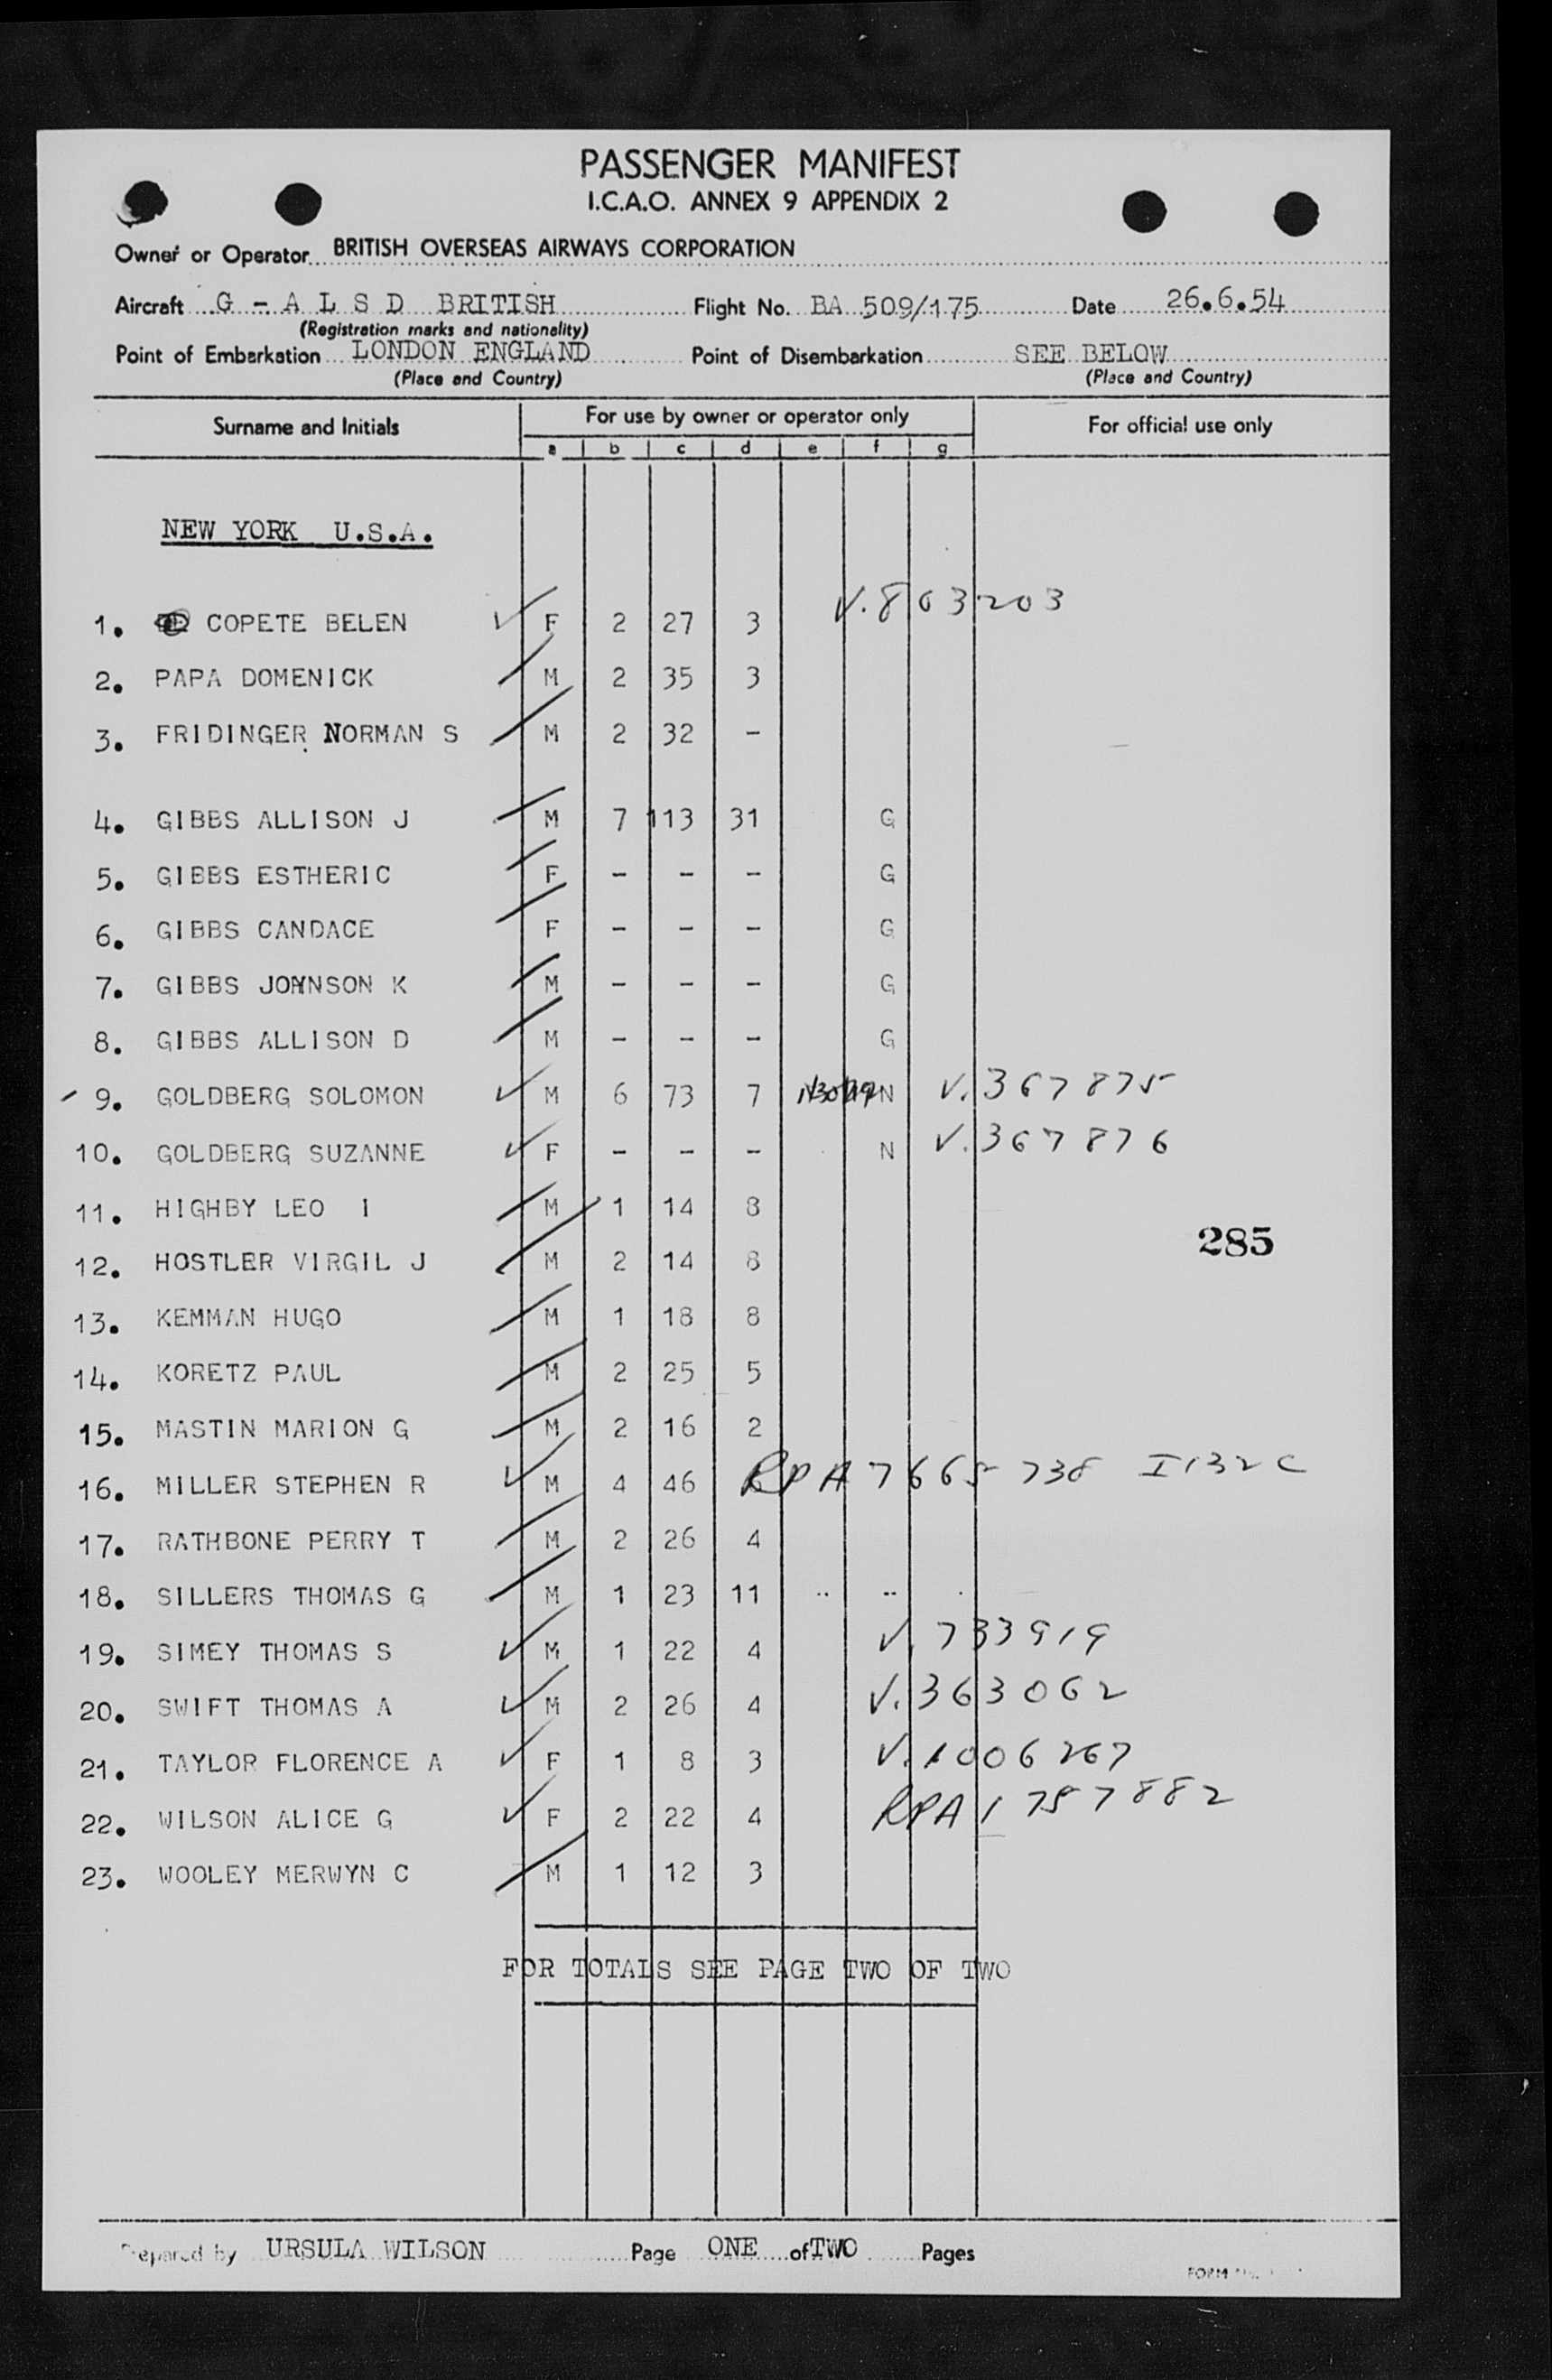 PASSENGER MANIFEST
I.C.A.O. ANNEX 9 APPENDIX 2
Owner or Operator BRITISH OVERSEAS AIRWAYS CORPORATION
Aircraft G - A L S D BRITISH Flight No. BA 509/175 Date 26.6.54
(Registration marks and nationality)
Point of Embarkation LONDON ENGLAND Point of Disembarkation SEE BELOW
(Place and Country) (Place and Country)
Surname and Initials For use by owner or operator only For official use only
a b c d e f g
NEW YORK U.S.A.
1. COPETE BELEN F 2 27 3 V.803203
2. PAPA DOMENICK M 2 35 3
3. FRIDINGER NORMAN S M 2 32 -
4. GIBBS ALLISON J M 7 113 31 G
5. GIBBS ESTHERIC F - - - G
6. GIBBS CANDACE F - - - G
7. GIBBS JOHNSON K M - - - G
8. GIBBS ALLISON D M - - - G
9. GOLDBERG SOLOMON M 6 73 7 N V.367875
10. GOLDBERG SUZANNE F - - - N V.367876
11. HIGHBY LEO I M 1 14 8
285
12. HOSTLER VIRGIL J M 2 14 8
13. KEMMAN HUGO M 1 18 8
14. KORETZ PAUL M 2 25 5
15. MASTIN MARION G M 2 16 2
16. MILLER STEPHEN R M 4 46 RPA 7665738 I132C
17. RATHBONE PERRY T M 2 26 4
18. SILLERS THOMAS G M 1 23 11
19. SIMEY THOMAS S M 1 22 4 V.733919
20. SWIFT THOMAS A M 2 26 4 V.363062
21. TAYLOR FLORENCE A F 1 8 3 V.1006267
22. WILSON ALICE G F 2 22 4 RPA 1757882
23. WOOLEY MERWYN C M 1 12 3
FOR TOTALS SEE PAGE TWO OF TWO
Prepared by URSULA WILSON Page ONE of TWO Pages
FORM